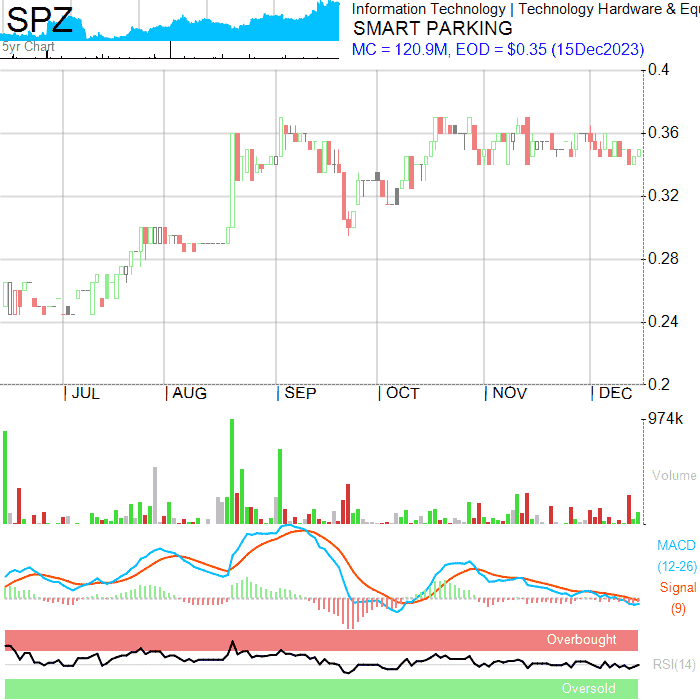 SPZ
5yr Chart
Information Technology | Technology Hardware & Equ
SMART PARKING
MC = 120.9M, EOD = $0.35 (15Dec2023)
0.4
0.36
0.32
0.28
0.24
0.2
| JUL | AUG | SEP | OCT | NOV | DEC
974k
Volume
MACD
(12-26)
Signal
(9)
Overbought
RSI(14)
Oversold